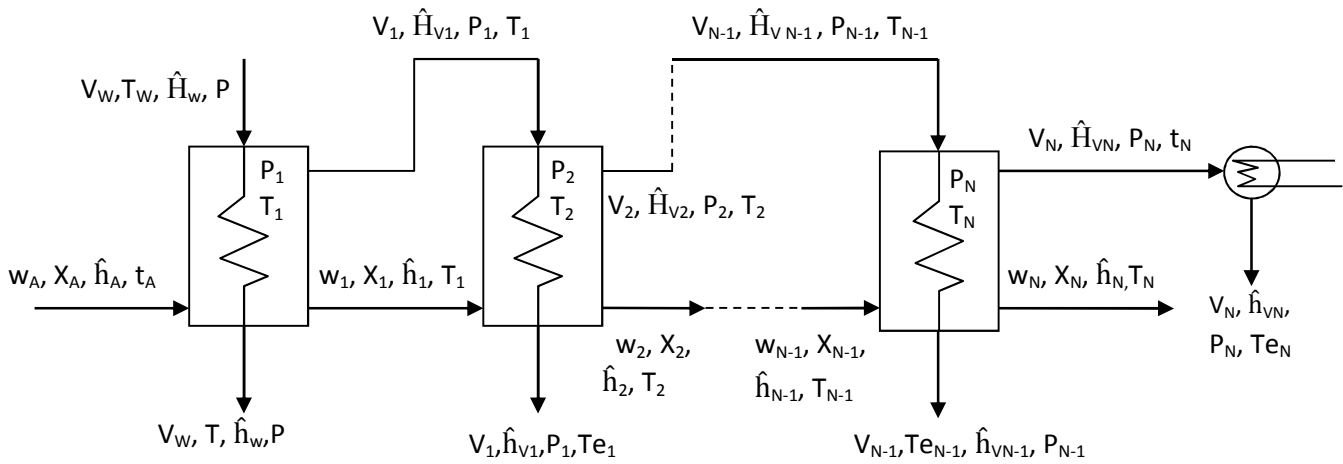 V₁, Ĥ_V1, P₁, T₁
V_N-1, Ĥ_V N-1, P_N-1, T_N-1
V_W,T_W, Ĥ_w, P
P₁
T₁
P₂
T₂
V₂, Ĥ_V2, P₂, T₂
P_N
T_N
V_N, Ĥ_VN, P_N, t_N
w_A, X_A, ĥ_A, t_A
w₁, X₁, ĥ₁, T₁
w₂, X₂,
ĥ₂, T₂
w_N-1, X_N-1,
ĥ_N-1, T_N-1
w_N, X_N, ĥ_N,T_N
V_N, ĥ_VN,
P_N, Te_N
V_W, T, ĥ_w,P
V₁,ĥ_V1,P₁,Te₁
V_N-1,Te_N-1, ĥ_VN-1, P_N-1